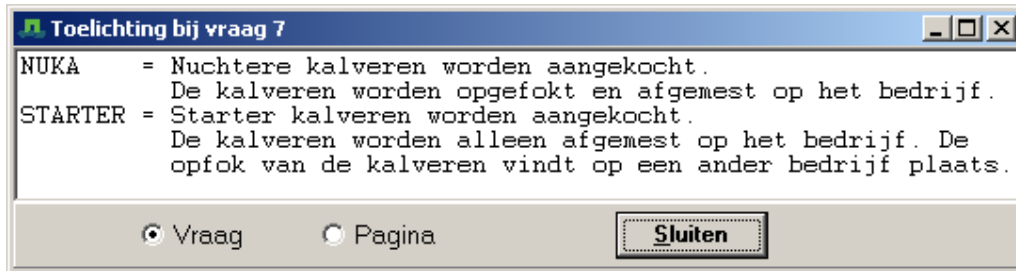 Toelichting bij vraag 7
NUKA    = Nuchtere kalveren worden aangekocht.
          De kalveren worden opgefokt en afgemest op het bedrijf.
STARTER = Starter kalveren worden aangekocht.
          De kalveren worden alleen afgemest op het bedrijf. De
          opfok van de kalveren vindt op een ander bedrijf plaats.
Vraag Pagina Sluiten